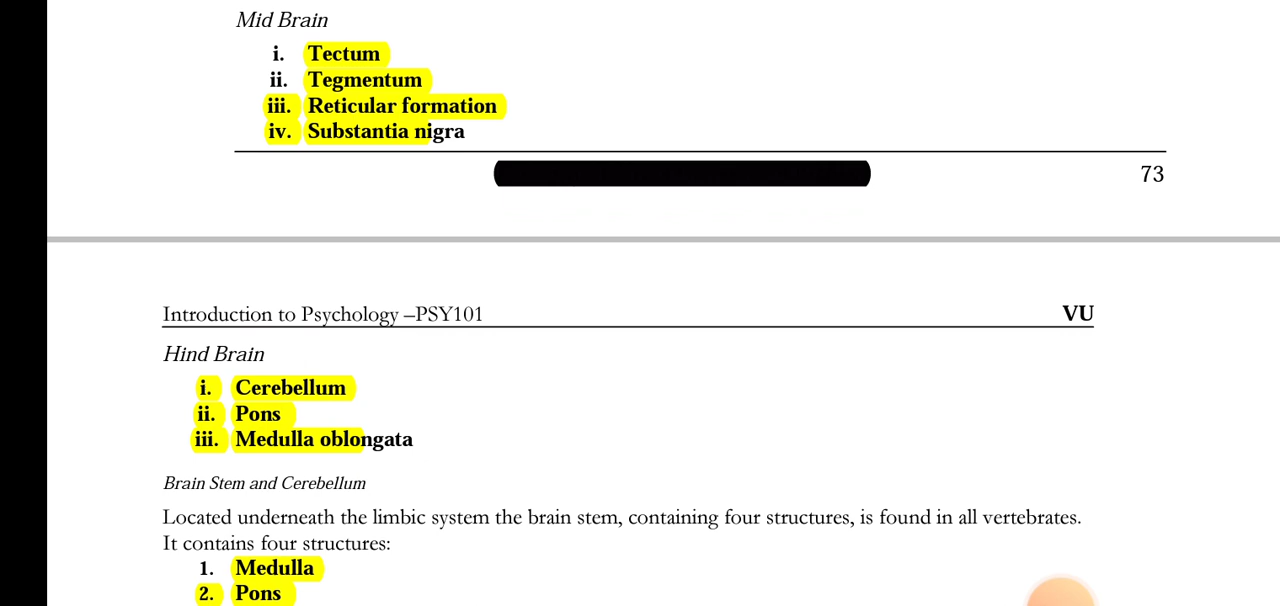 Mid Brain
i. Tectum
ii. Tegmentum
iii. Reticular formation
iv. Substantia nigra
73
Introduction to Psychology –PSY101 VU
Hind Brain
i. Cerebellum
ii. Pons
iii. Medulla oblongata
Brain Stem and Cerebellum
Located underneath the limbic system the brain stem, containing four structures, is found in all vertebrates.
It contains four structures:
1. Medulla
2. Pons